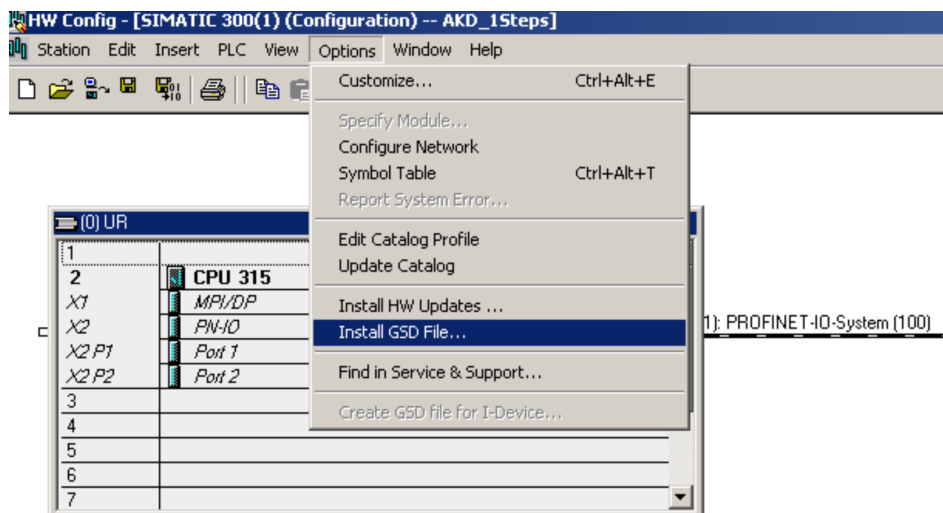 HW Config - [SIMATIC 300(1) (Configuration) -- AKD_1Steps]
Station Edit Insert PLC View Options Window Help
Customize... Ctrl+Alt+E
Specify Module...
Configure Network
Symbol Table Ctrl+Alt+T
Report System Error...
Edit Catalog Profile
Update Catalog
Install HW Updates ...
Install GSD File...
Find in Service & Support...
Create GSD file for I-Device...
(0) UR
1
2 CPU 315
X1 MPI/DP
X2 PN-IO
X2 P1 Port 1
X2 P2 Port 2
3
4
5
6
7
1): PROFINET-IO-System (100)